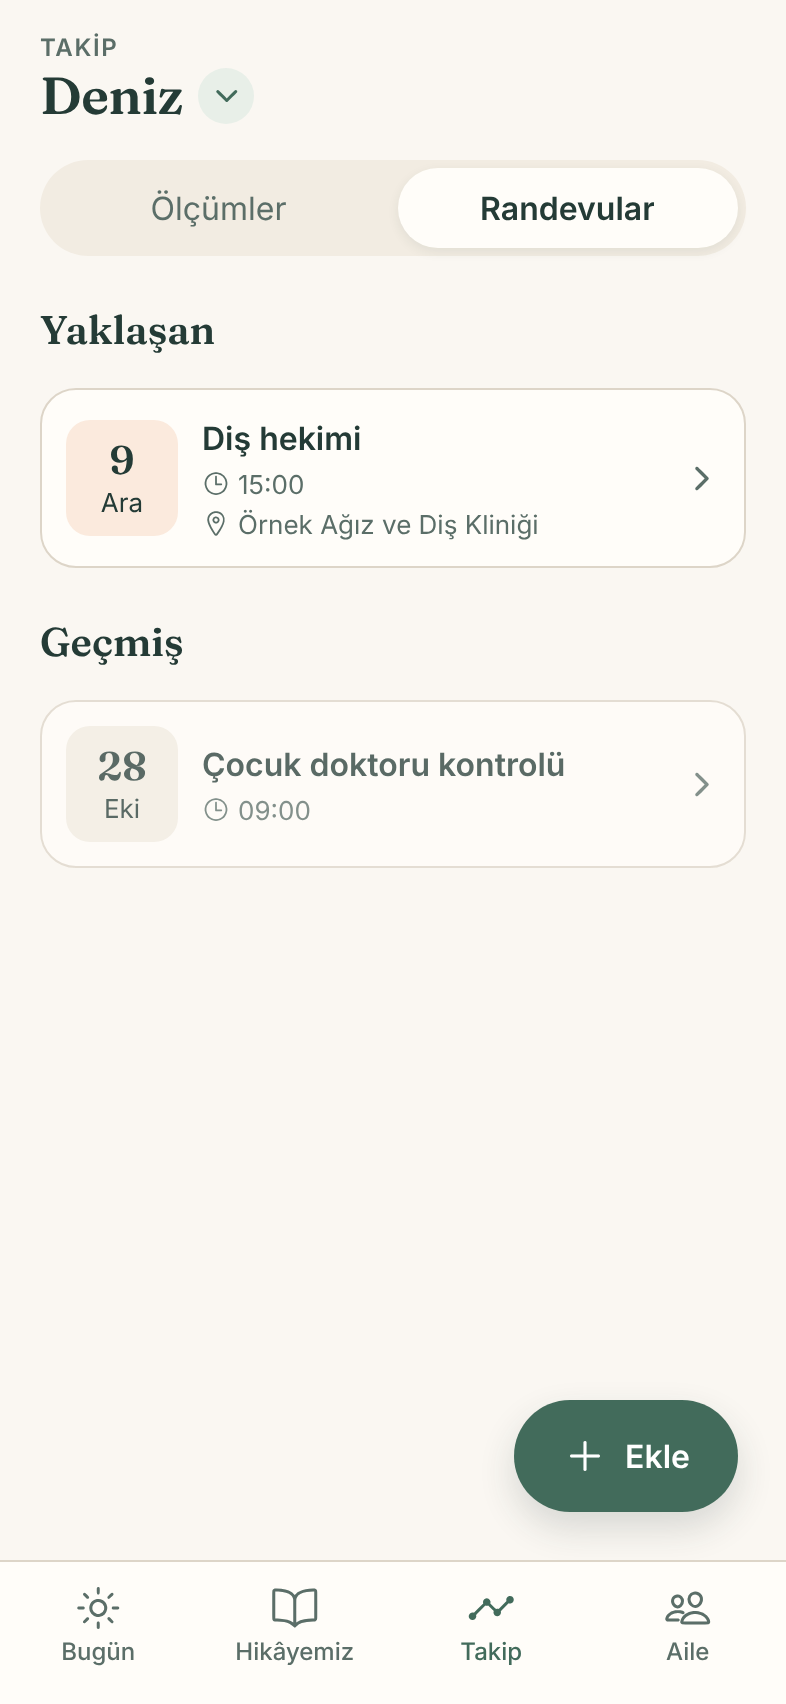 TAKİP
Deniz
Ölçümler
Randevular
Yaklaşan
9
Ara
Diş hekimi
15:00
Örnek Ağız ve Diş Kliniği
Geçmiş
28
Eki
Çocuk doktoru kontrolü
09:00
Ekle
Bugün
Hikâyemiz
Takip
Aile